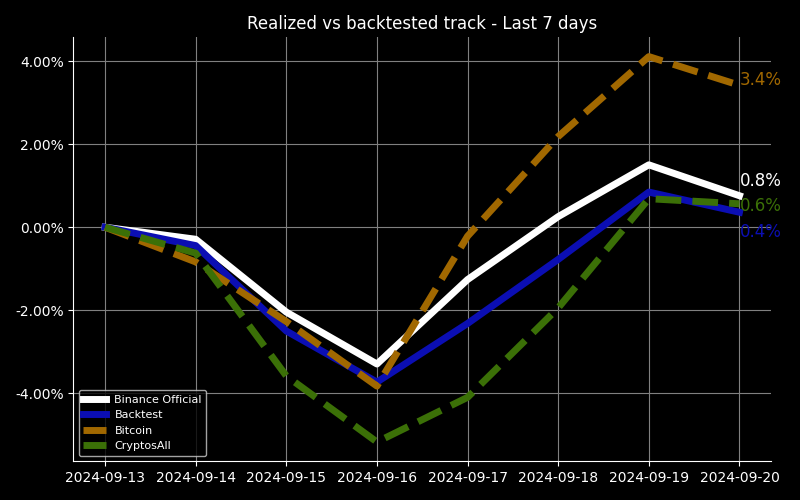 Realized vs backtested track - Last 7 days
4.00%
2.00%
0.00%
-2.00%
-4.00%
3.4%
0.8%
0.6%
0.4%
Binance Official
Backtest
Bitcoin
CryptosAll
2024-09-13 2024-09-14 2024-09-15 2024-09-16 2024-09-17 2024-09-18 2024-09-19 2024-09-20